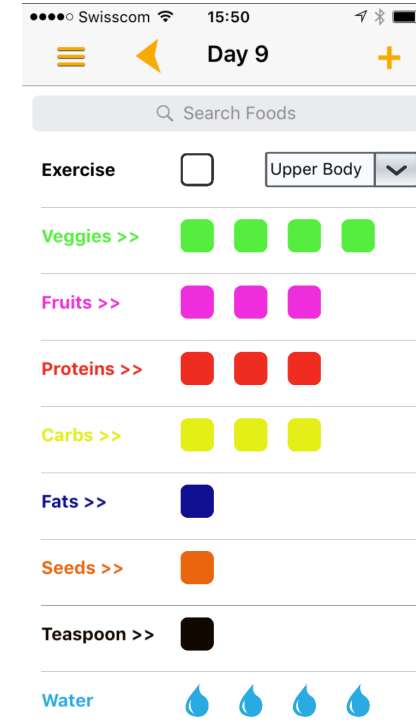 Swisscom 15:50
Day 9
Search Foods
Exercise Upper Body
Veggies >>
Fruits >>
Proteins >>
Carbs >>
Fats >>
Seeds >>
Teaspoon >>
Water